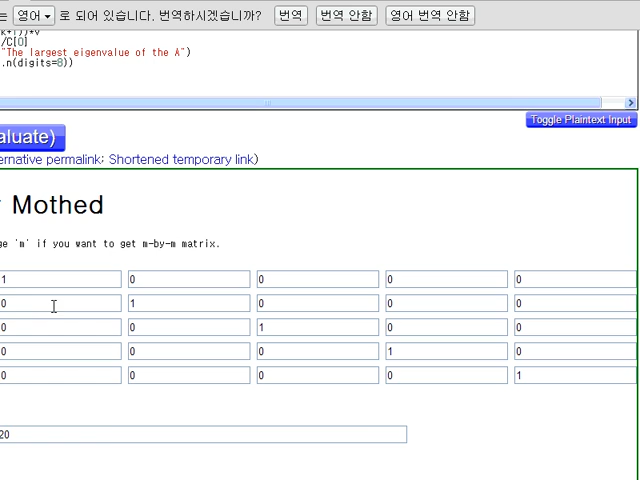 는 영어 로 되어 있습니다. 번역하시겠습니까? 번역 번역 안함 영어 번역 안함
k+1))*v
/C[0]
"The largest eigenvalue of the A")
.n(digits=8))
Toggle Plaintext Input
aluate)
ernative permalink; Shortened temporary link)
Mothed
ge 'm' if you want to get m-by-m matrix.
1 0 0 0 0
0 1 0 0 0
0 0 1 0 0
0 0 0 1 0
0 0 0 0 1
20